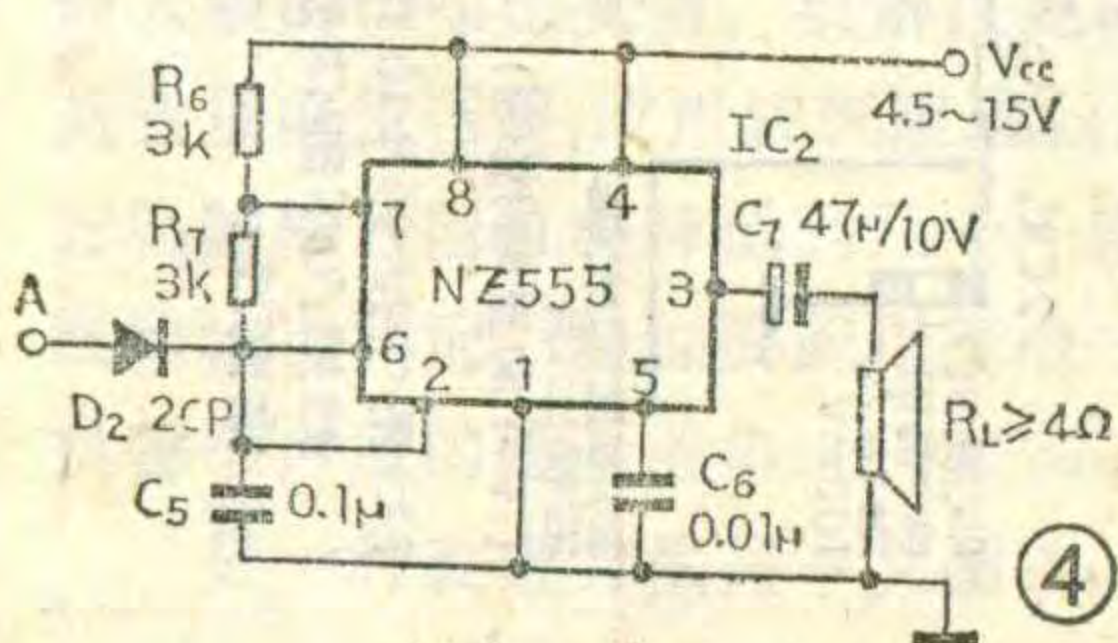 R₆
3K
Vcc
4.5~15V
IC₂
7
8
4
C₇ 47μ/10V
R₇
3K
NZ555
3
A
6
2
1
5
D₂ 2CP
RL≥4Ω
C₅
0.1μ
C₆
0.01μ
④